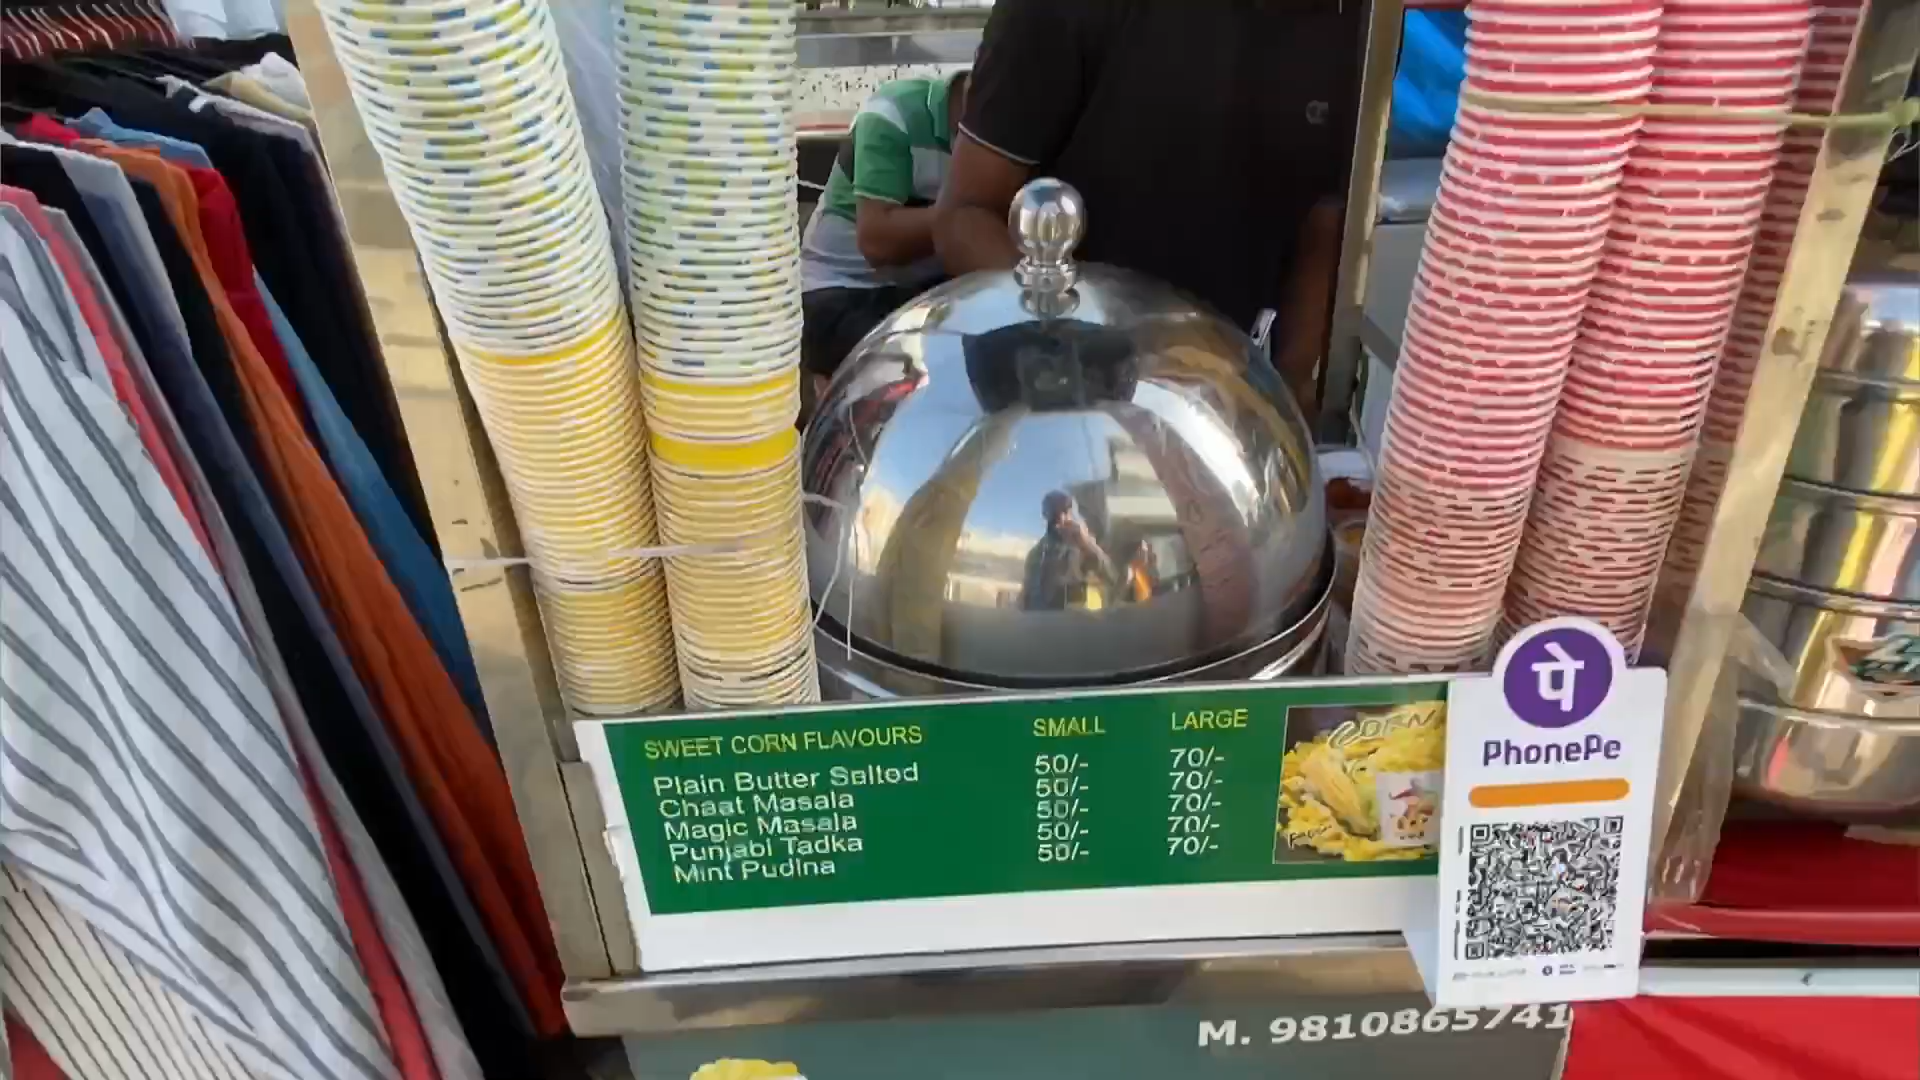 SWEET CORN FLAVOURS SMALL LARGE
Plain Butter Salted 50/- 70/-
Chaat Masala 50/- 70/-
Magic Masala 50/- 70/-
Punjabi Tadka 50/- 70/-
Mint Pudina 50/- 70/-
CORN
पे
PhonePe
M. 9810865741